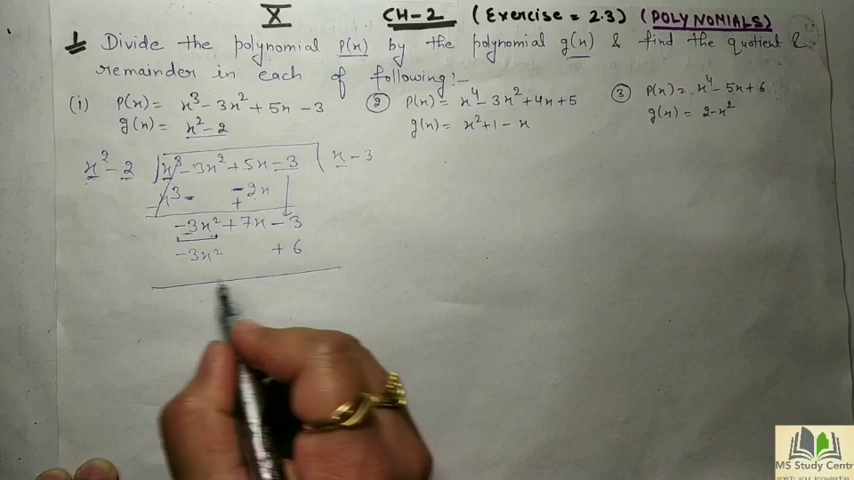 X CH-2 (Exercise = 2.3) (POLYNONIALS)
1 Divide the polynomial p(x) by the polynomial g(x) & find the quotient &
remainder in each of following:-
(i) p(x) = x³-3x²+5x-3 ② p(x) = x⁴-3x²+4x+5 ③ p(x) = x⁴-5x+6
g(x) = x²-2 g(x) = x²+1-x g(x) = 2-x²
x²-2 x³-3x²+5x-3 x-3
x³- -2x
- +
-3x²+7x-3
-3x² +6
MS Study Centr